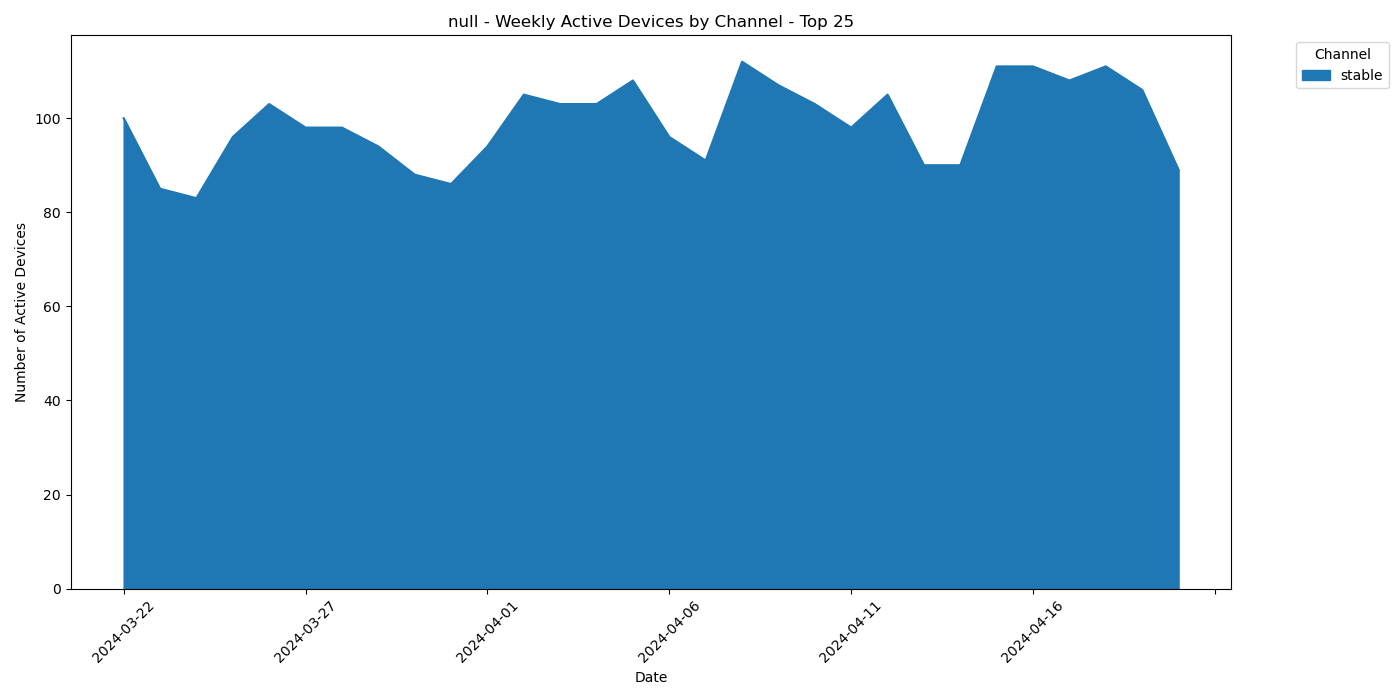 null - Weekly Active Devices by Channel - Top 25
Channel
stable
Number of Active Devices
100
80
60
40
20
0
2024-03-22
2024-03-27
2024-04-01
2024-04-06
2024-04-11
2024-04-16
Date